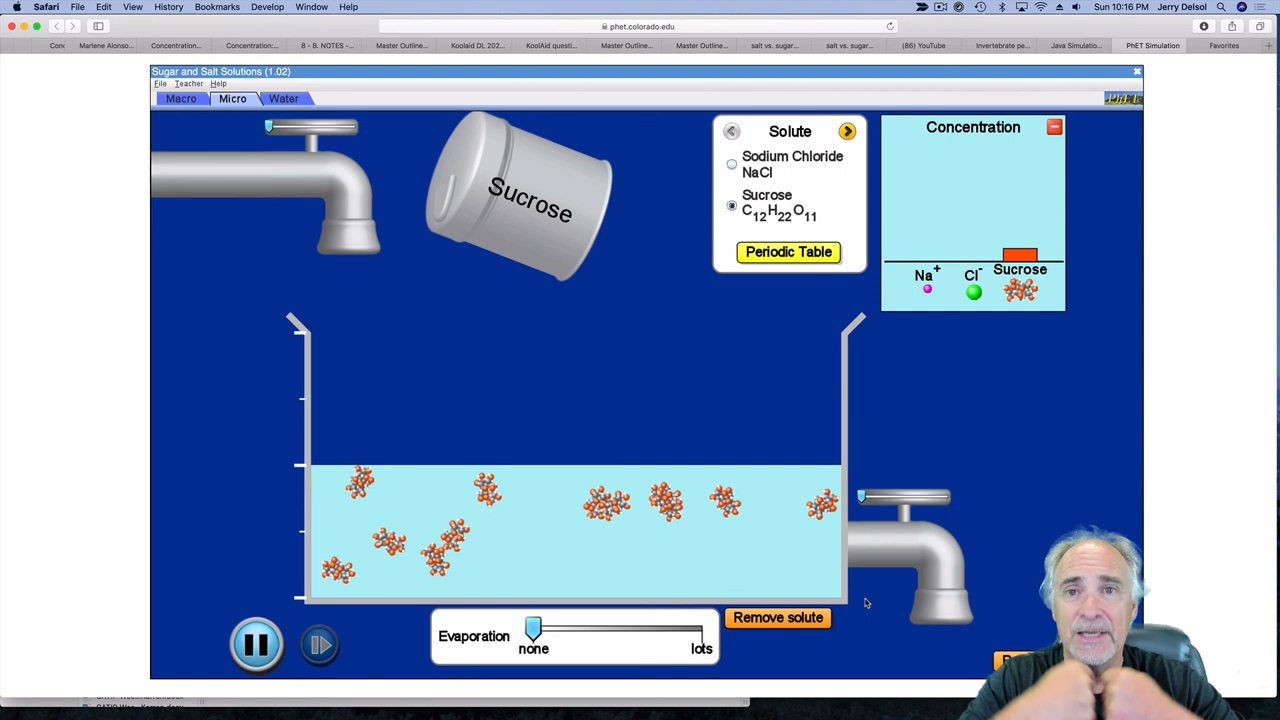 Safari File Edit View History Bookmarks Develop Window Help
Sun 10:16 PM Jerry Delsol
phet.colorado.edu
Marlene Alonso... Concentration... Concentration:... 8 - B. NOTES -... Master Outline... Koolaid DL 202... KoolAid questi... Master Outline... Master Outlin... salt vs. sugar... salt vs. sugar... (86) YouTube Invertebrate pe... Java Simulatio... PhET Simulation Favorites
Sugar and Salt Solutions (1.02)
File Teacher Help
Macro Micro Water
Sucrose
Solute
Sodium Chloride
NaCl
Sucrose
C12H22O11
Periodic Table
Concentration
Na+ Cl- Sucrose
Remove solute
Evaporation
none lots